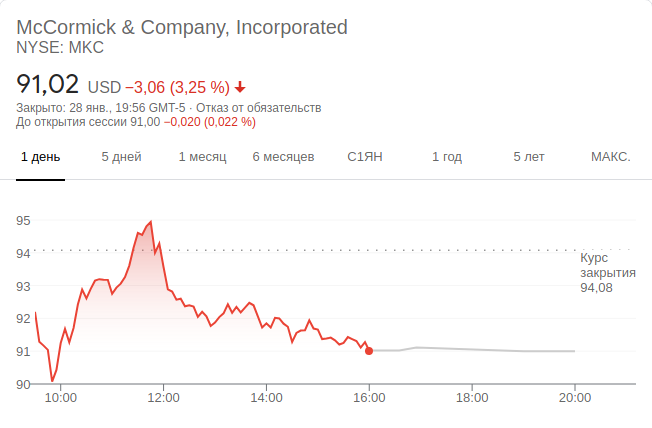 McCormick & Company, Incorporated
NYSE: MKC
91,02 USD −3,06 (3,25 %)
Закрыто: 28 янв., 19:56 GMT-5 · Отказ от обязательств
До открытия сессии 91,00 −0,020 (0,022 %)
1 день 5 дней 1 месяц 6 месяцев С1ЯН 1 год 5 лет МАКС.
95
94
93
92
91
90
Курс
закрытия
94,08
10:00 12:00 14:00 16:00 18:00 20:00